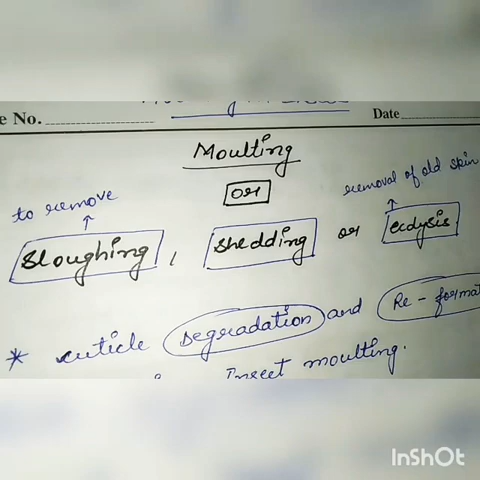 e No.
Date
Moulting
or
to remove
removal of old skin
Sloughing, Shedding or ecdysis
* cuticle Degradation and Re-format
Insect moulting.
InShOt